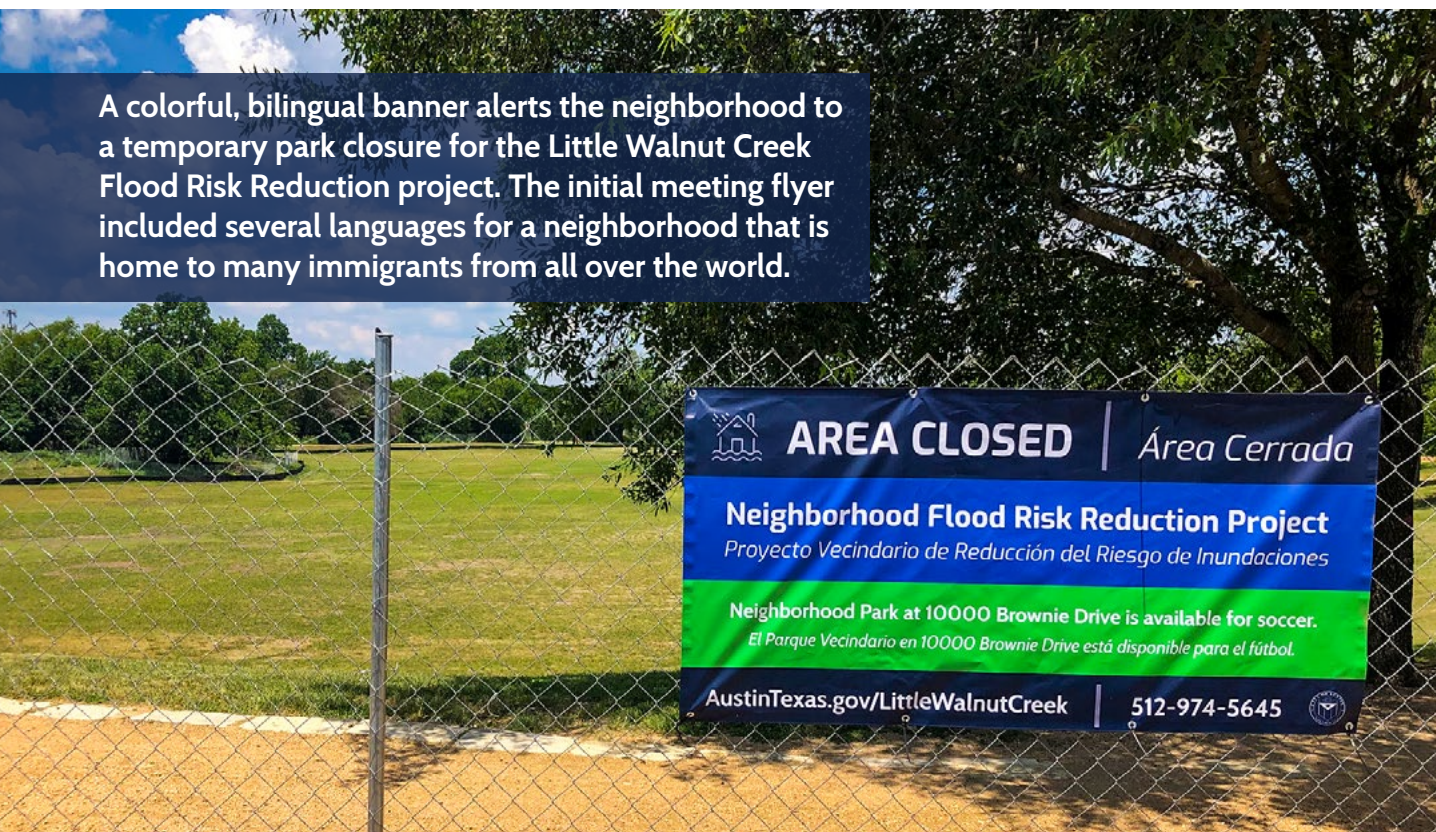 A colorful, bilingual banner alerts the neighborhood to
a temporary park closure for the Little Walnut Creek
Flood Risk Reduction project. The initial meeting flyer
included several languages for a neighborhood that is
home to many immigrants from all over the world.
AREA CLOSED | Área Cerrada
Neighborhood Flood Risk Reduction Project
Proyecto Vecindario de Reducción del Riesgo de Inundaciones
Neighborhood Park at 10000 Brownie Drive is available for soccer.
El Parque Vecindario en 10000 Brownie Drive está disponible para el fútbol.
AustinTexas.gov/LittleWalnutCreek | 512-974-5645